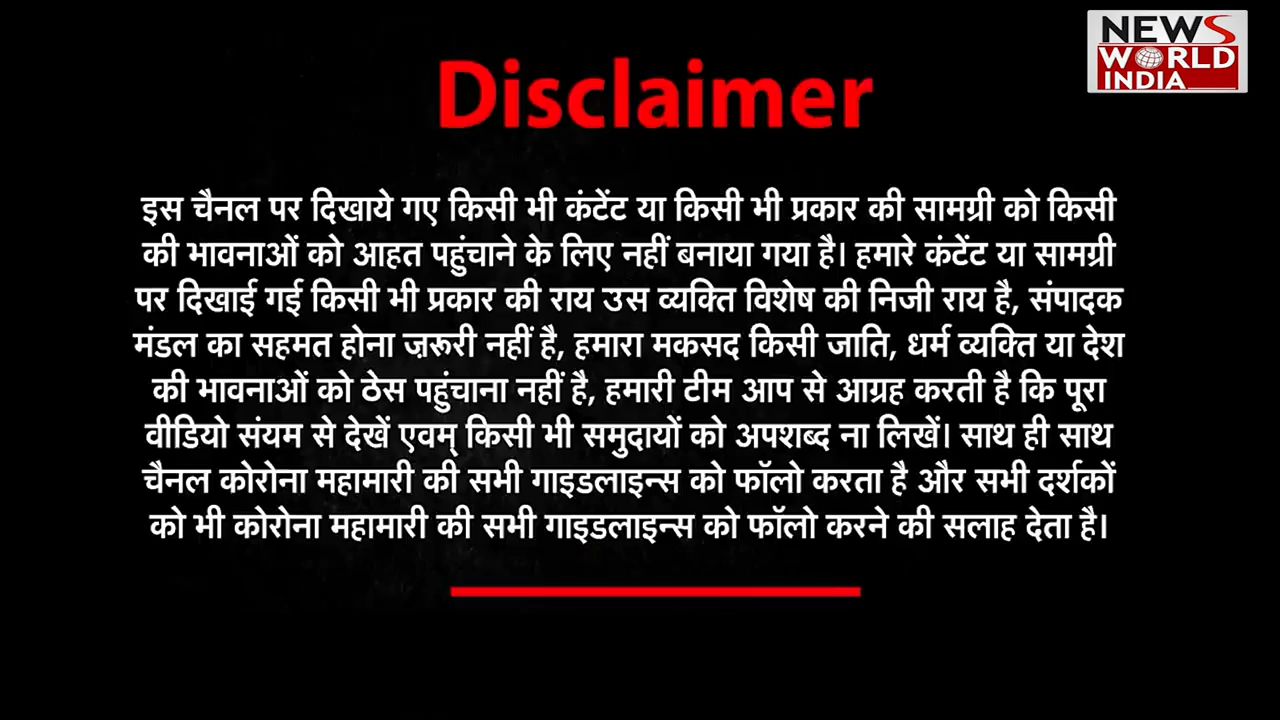 NEWS
WORLD
INDIA
Disclaimer
इस चैनल पर दिखाये गए किसी भी कंटेंट या किसी भी प्रकार की सामग्री को किसी
की भावनाओं को आहत पहुंचाने के लिए नहीं बनाया गया है। हमारे कंटेंट या सामग्री
पर दिखाई गई किसी भी प्रकार की राय उस व्यक्ति विशेष की निजी राय है, संपादक
मंडल का सहमत होना ज़रूरी नहीं है, हमारा मकसद किसी जाति, धर्म व्यक्ति या देश
की भावनाओं को ठेस पहुंचाना नहीं है, हमारी टीम आप से आग्रह करती है कि पूरा
वीडियो संयम से देखें एवम् किसी भी समुदायों को अपशब्द ना लिखें। साथ ही साथ
चैनल कोरोना महामारी की सभी गाइडलाइन्स को फॉलो करता है और सभी दर्शकों
को भी कोरोना महामारी की सभी गाइडलाइन्स को फॉलो करने की सलाह देता है।